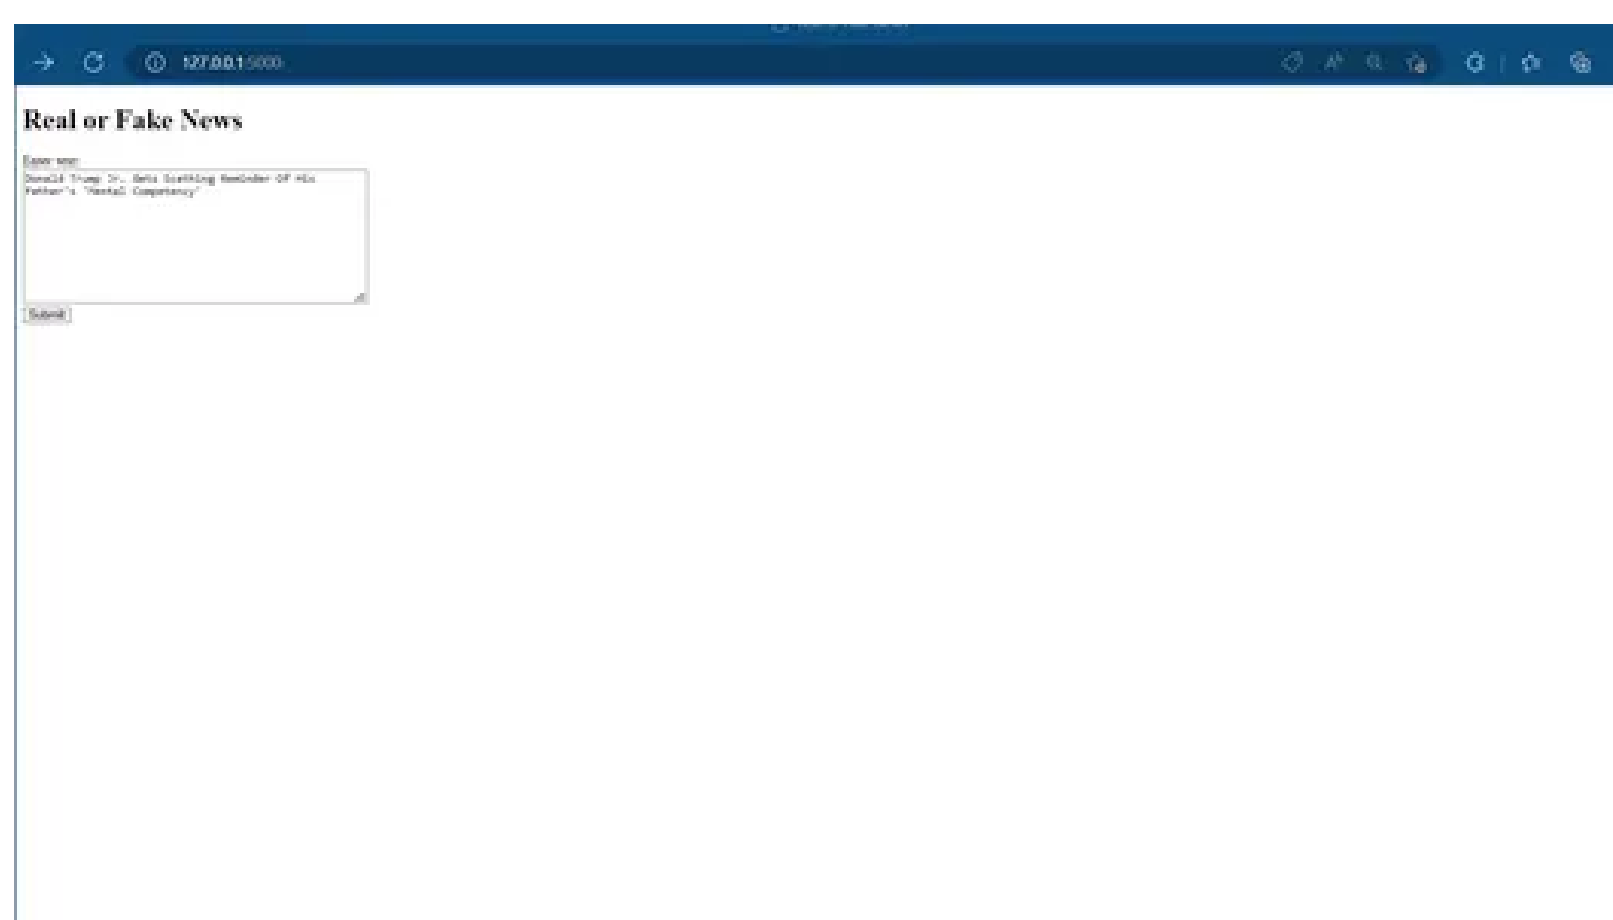 127.0.0.1:5000
Real or Fake News
Enter text:
Donald Trump Jr. Gets Scathing Reminder Of His
Father's 'Mental Competency'
Submit